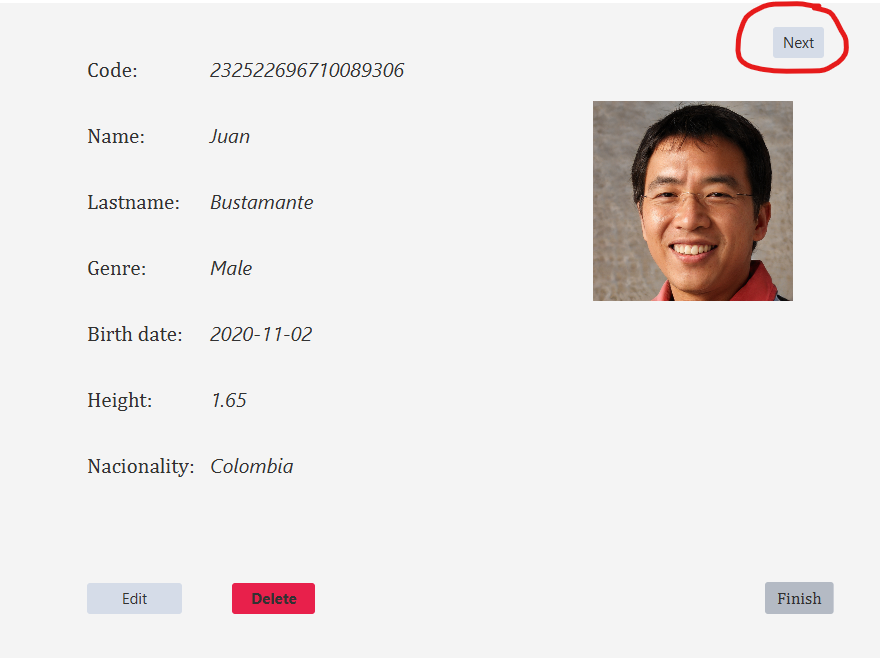 Next
Code: 232522696710089306
Name: Juan
Lastname: Bustamante
Genre: Male
Birth date: 2020-11-02
Height: 1.65
Nacionality: Colombia
Edit Delete Finish